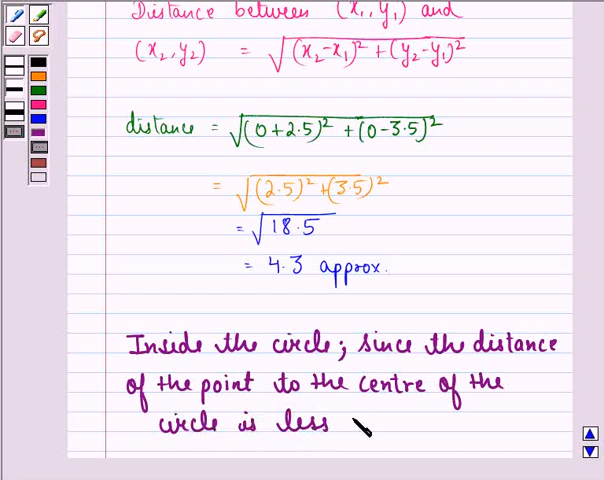 Distance between (x₁, y₁) and
(x₂, y₂) = √(x₂-x₁)² + (y₂-y₁)²
distance = √(0+2.5)² + (0-3.5)²
= √(2.5)² + (3.5)²
= √18.5
= 4.3 approx.
Inside the circle; since the distance
of the point to the centre of the
circle is less